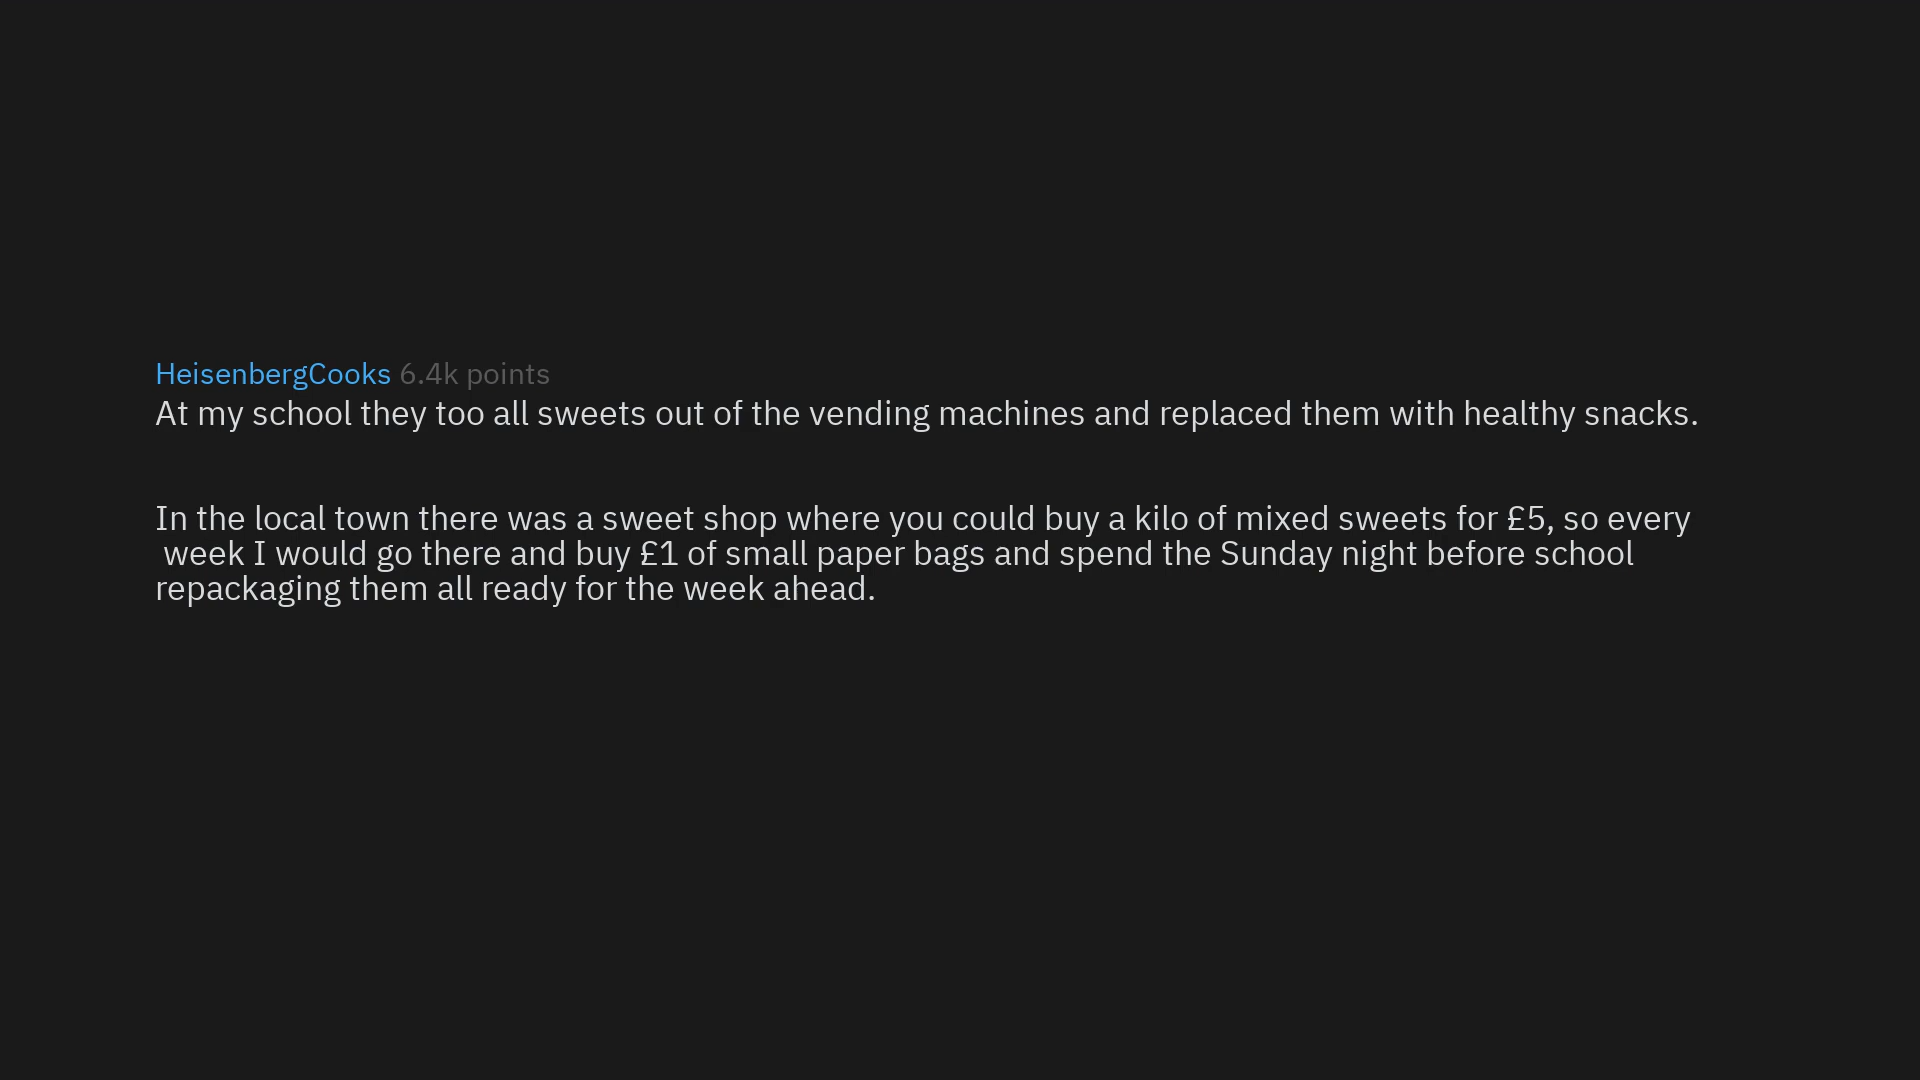 HeisenbergCooks 6.4k points
At my school they too all sweets out of the vending machines and replaced them with healthy snacks.
In the local town there was a sweet shop where you could buy a kilo of mixed sweets for £5, so every
week I would go there and buy £1 of small paper bags and spend the Sunday night before school
repackaging them all ready for the week ahead.